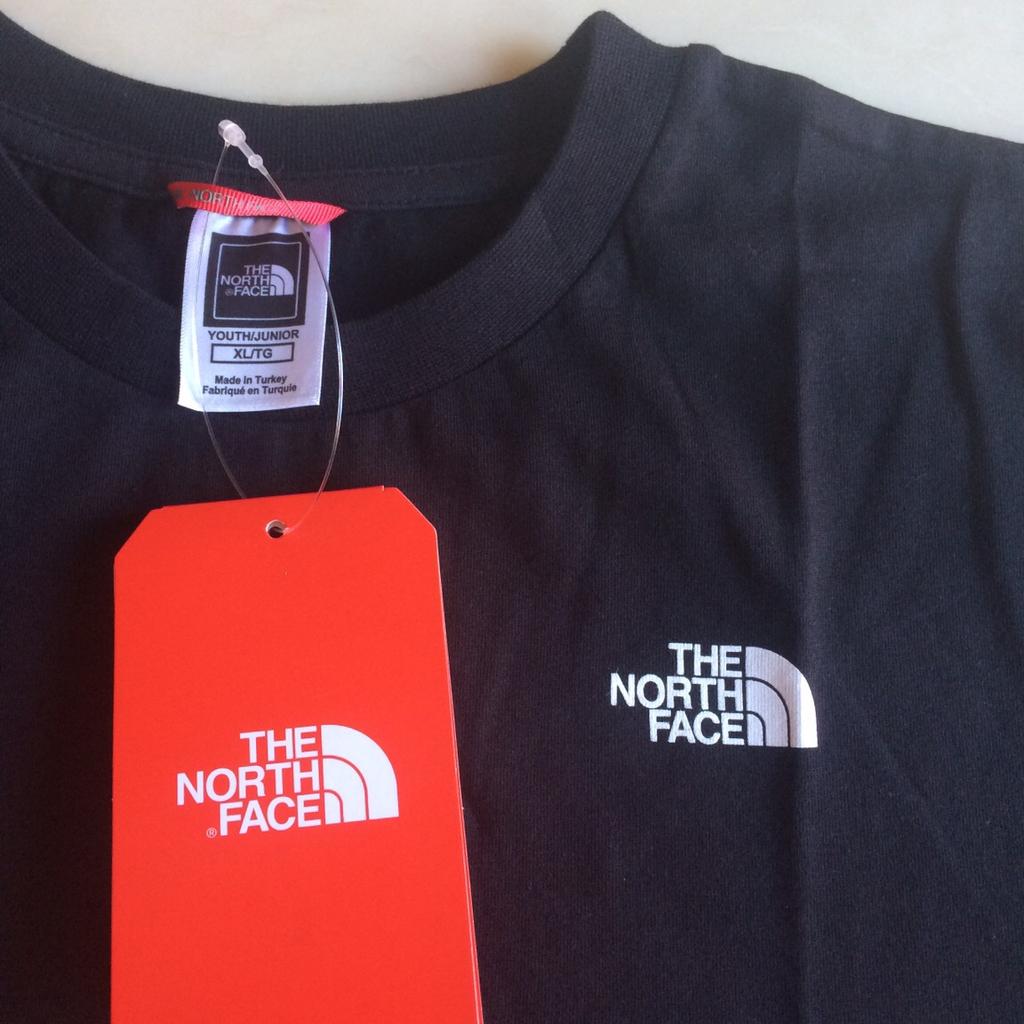 NORTH
THE
NORTH
®FACE
YOUTH/JUNIOR
XL/TG
Made in Turkey
Fabriqué en Turquie
THE
NORTH
FACE
THE
NORTH
®FACE